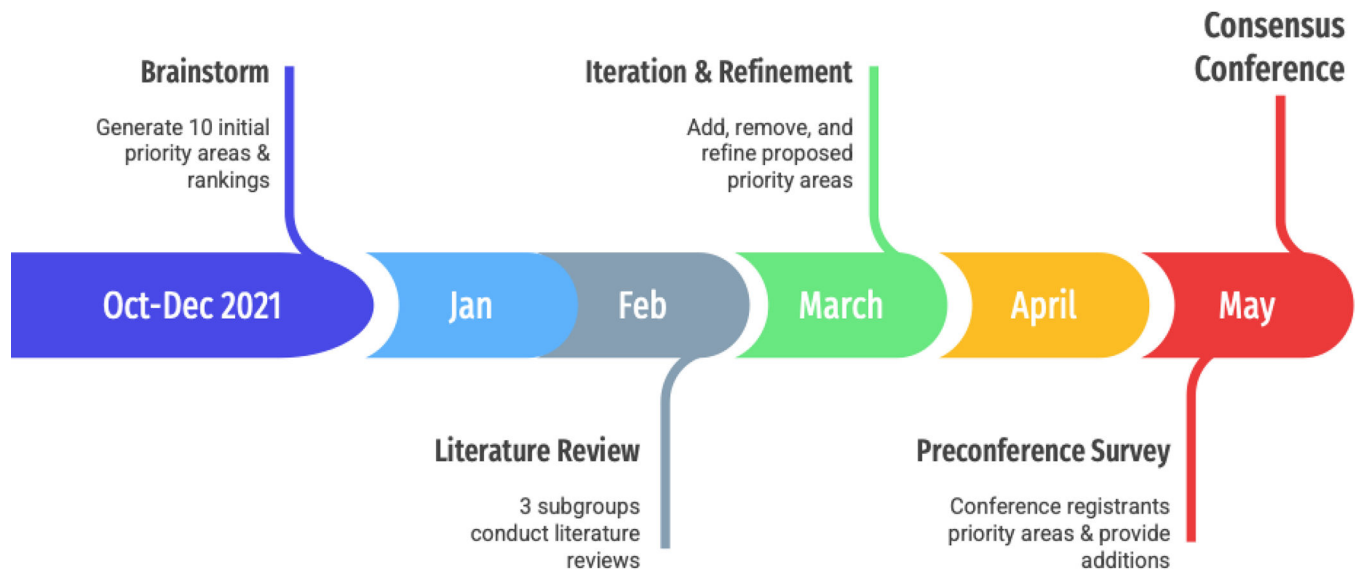 Consensus
Conference
Brainstorm
Generate 10 initial
priority areas &
rankings
Iteration & Refinement
Add, remove, and
refine proposed
priority areas
Oct-Dec 2021
Jan
Feb
March
April
May
Literature Review
3 subgroups
conduct literature
reviews
Preconference Survey
Conference registrants
priority areas & provide
additions